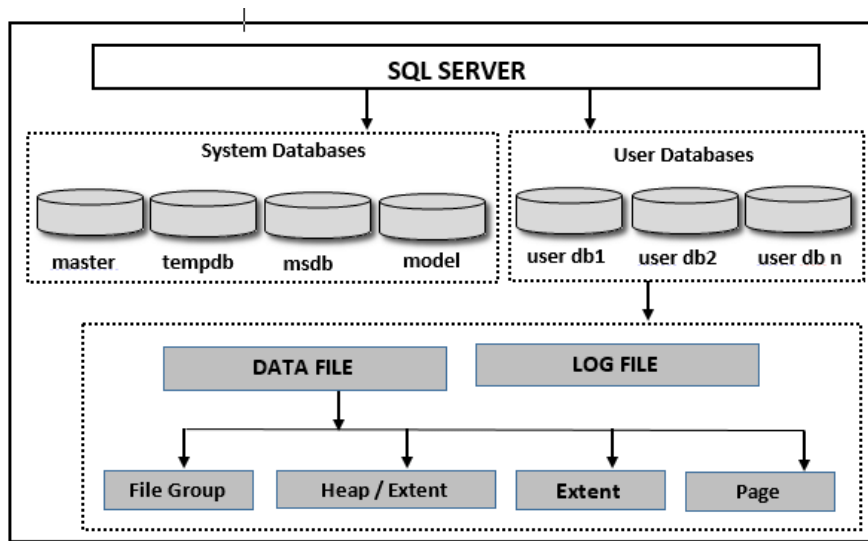 SQL SERVER
System Databases
master
tempdb
msdb
model
User Databases
user db1
user db2
user db n
DATA FILE
LOG FILE
File Group
Heap / Extent
Extent
Page